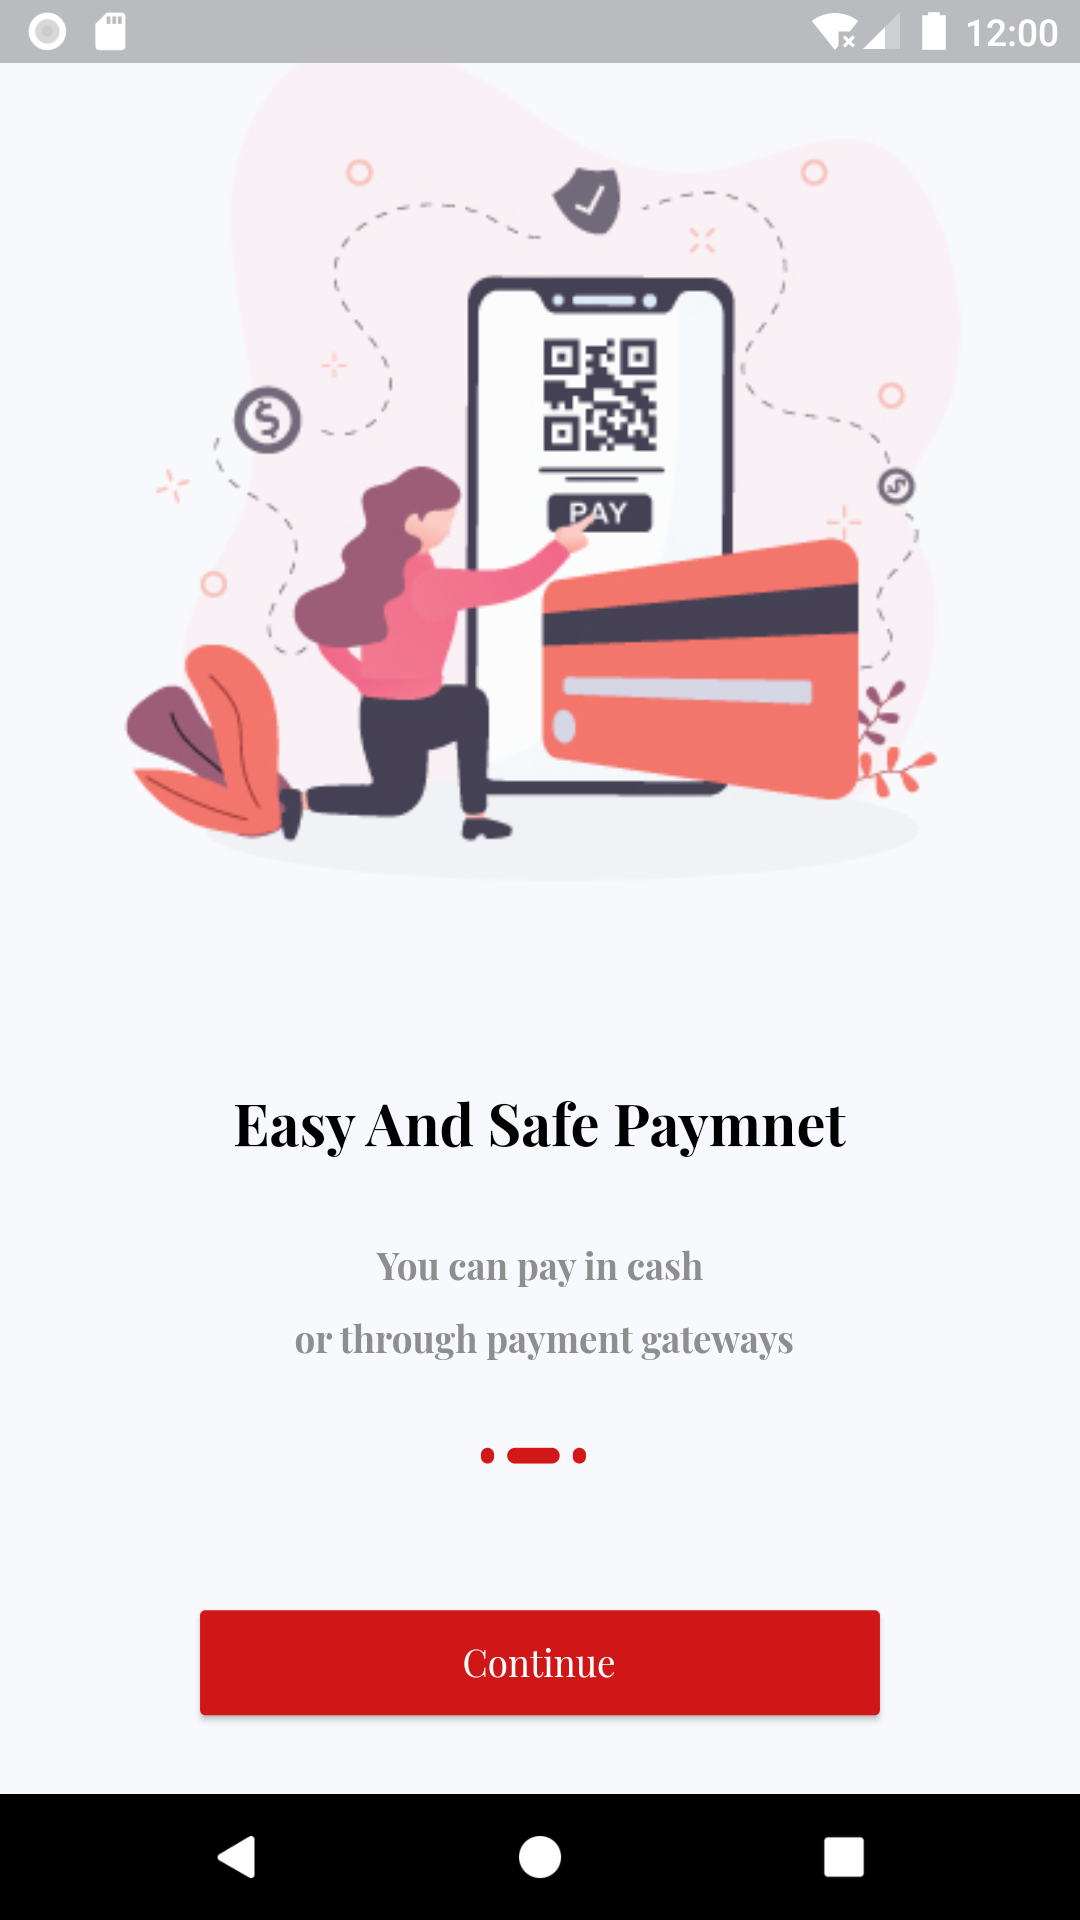 12:00
PAY
Easy And Safe Paymnet
You can pay in cash
or through payment gateways
Continue